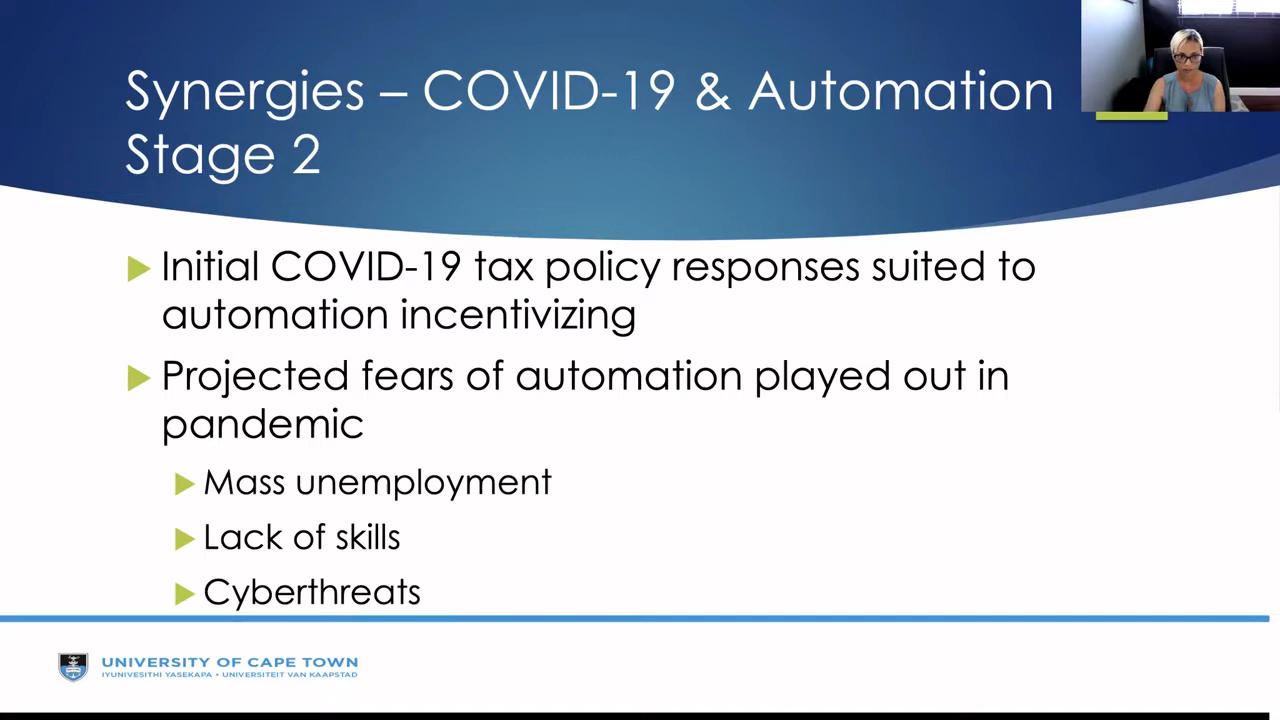 Synergies – COVID-19 & Automation
Stage 2
Initial COVID-19 tax policy responses suited to
automation incentivizing
Projected fears of automation played out in
pandemic
Mass unemployment
Lack of skills
Cyberthreats
UNIVERSITY OF CAPE TOWN
IYUNIVESITHI YASEKAPA • UNIVERSITEIT VAN KAAPSTAD